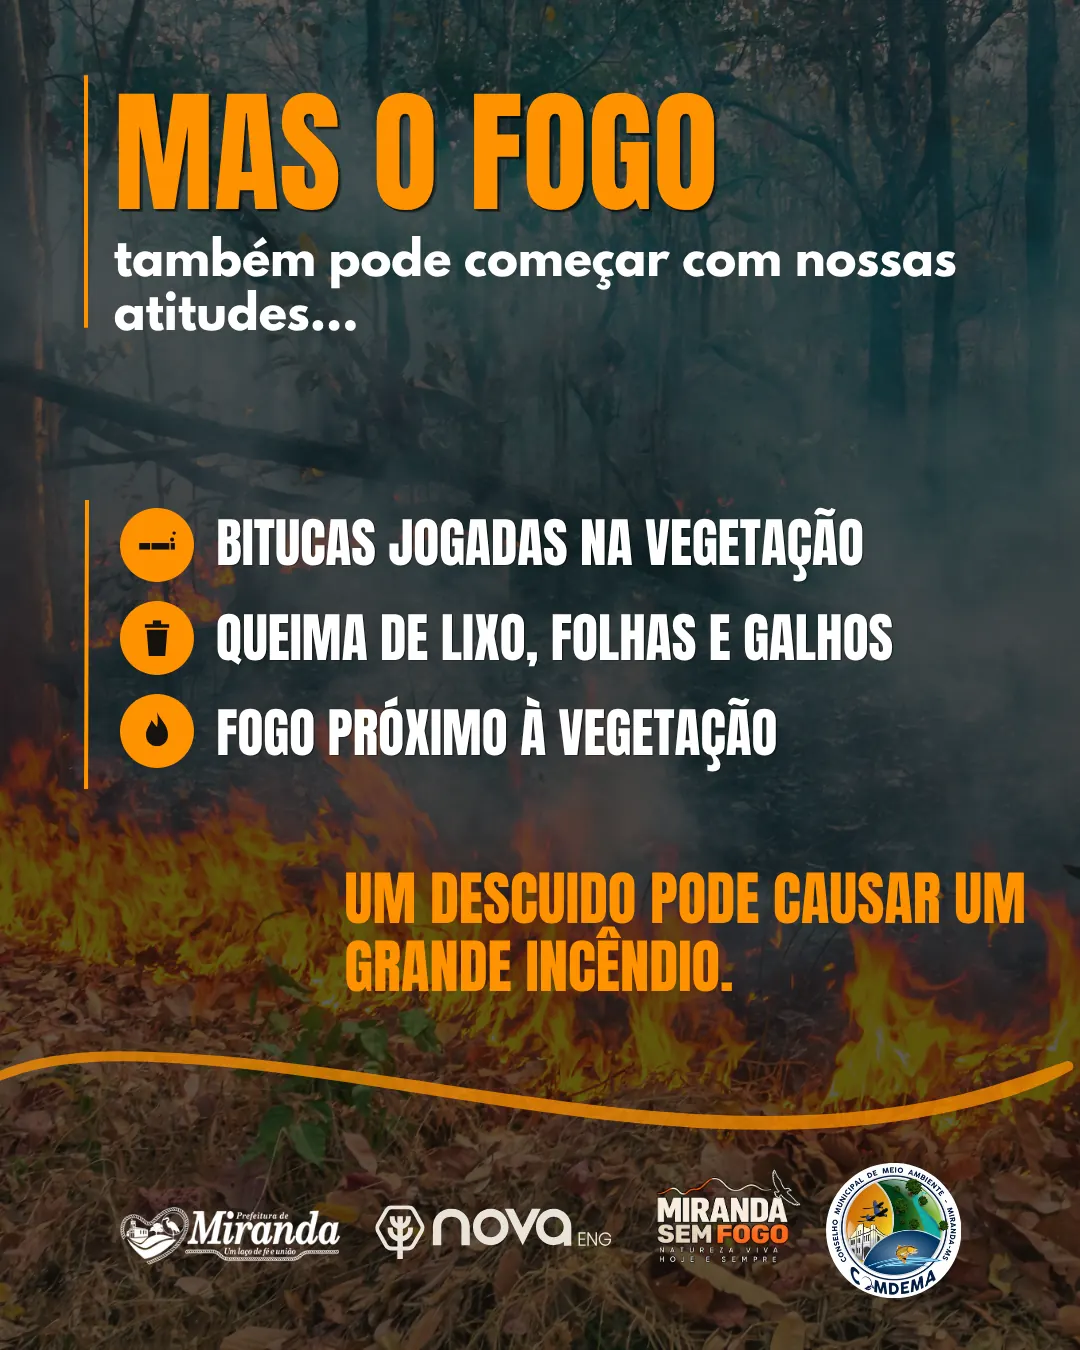 MAS O FOGO
também pode começar com nossas
atitudes...
BITUCAS JOGADAS NA VEGETAÇÃO
QUEIMA DE LIXO, FOLHAS E GALHOS
FOGO PRÓXIMO À VEGETAÇÃO
UM DESCUIDO PODE CAUSAR UM
GRANDE INCÊNDIO.
Prefeitura de
Miranda
Um laço de fé e união
nova ENG
MIRANDA
SEM FOGO
NATUREZA VIVA
HOJE E SEMPRE
CONSELHO MUNICIPAL DE MEIO AMBIENTE - MIRANDA-MS
COMDEMA